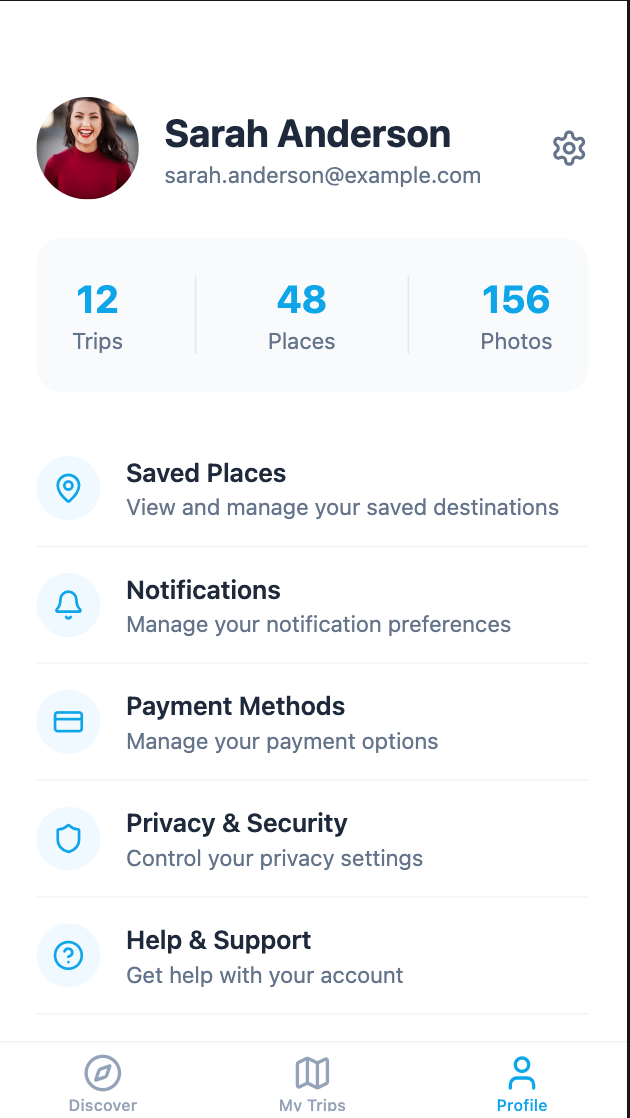 Sarah Anderson
sarah.anderson@example.com
12
Trips
48
Places
156
Photos
Saved Places
View and manage your saved destinations
Notifications
Manage your notification preferences
Payment Methods
Manage your payment options
Privacy & Security
Control your privacy settings
Help & Support
Get help with your account
Discover
My Trips
Profile